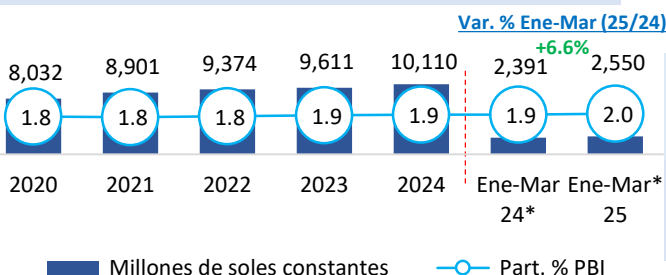 Var. % Ene-Mar (25/24)
+6.6%
8,032 8,901 9,374 9,611 10,110 2,391 2,550
1.8 1.8 1.8 1.9 1.9 1.9 2.0
2020 2021 2022 2023 2024 Ene-Mar Ene-Mar*
24* 25
Millones de soles constantes Part. % PBI